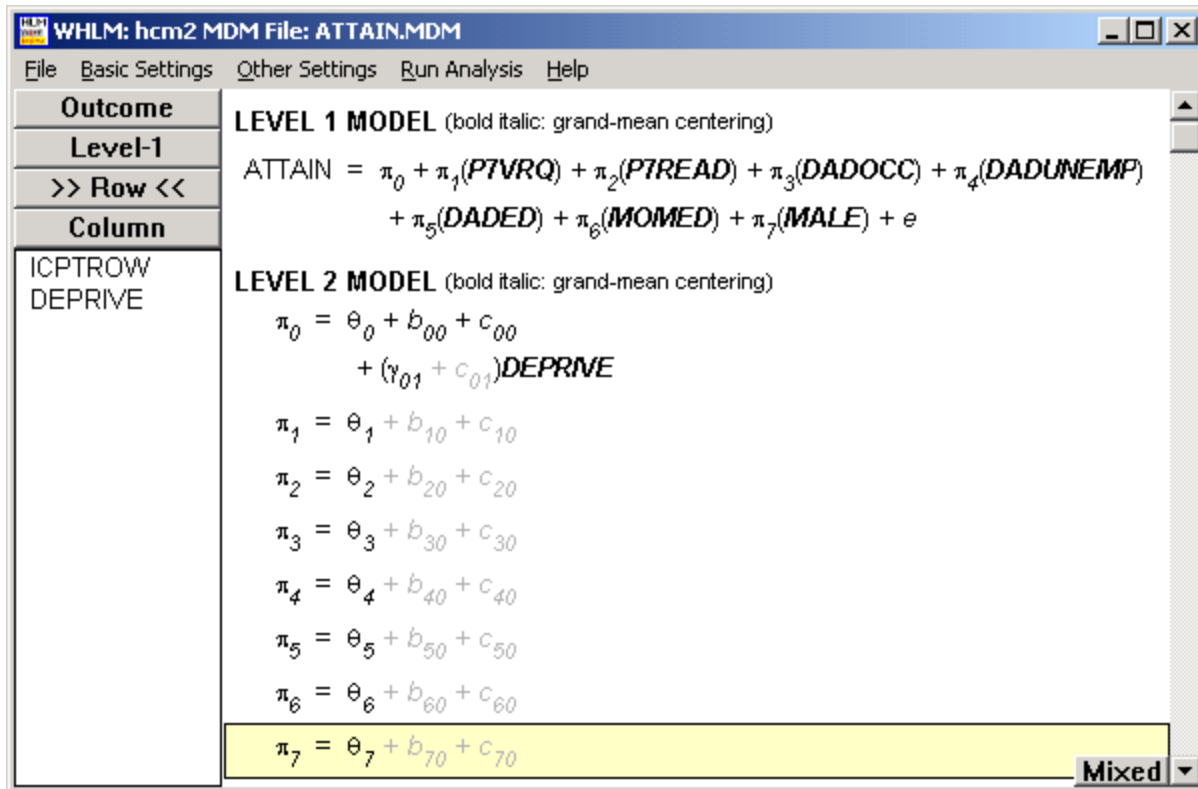 WHLM: hcm2 MDM File: ATTAIN.MDM
File Basic Settings Other Settings Run Analysis Help
Outcome
Level-1
>> Row <<
Column
ICPTROW
DEPRIVE
LEVEL 1 MODEL (bold italic: grand-mean centering)
ATTAIN = π0 + π1(P7VRQ) + π2(P7READ) + π3(DADOCC) + π4(DADUNEMP)
+ π5(DADED) + π6(MOMED) + π7(MALE) + e
LEVEL 2 MODEL (bold italic: grand-mean centering)
π0 = θ0 + b00 + c00
+ (γ01 + c01)DEPRIVE
π1 = θ1 + b10 + c10
π2 = θ2 + b20 + c20
π3 = θ3 + b30 + c30
π4 = θ4 + b40 + c40
π5 = θ5 + b50 + c50
π6 = θ6 + b60 + c60
π7 = θ7 + b70 + c70
Mixed